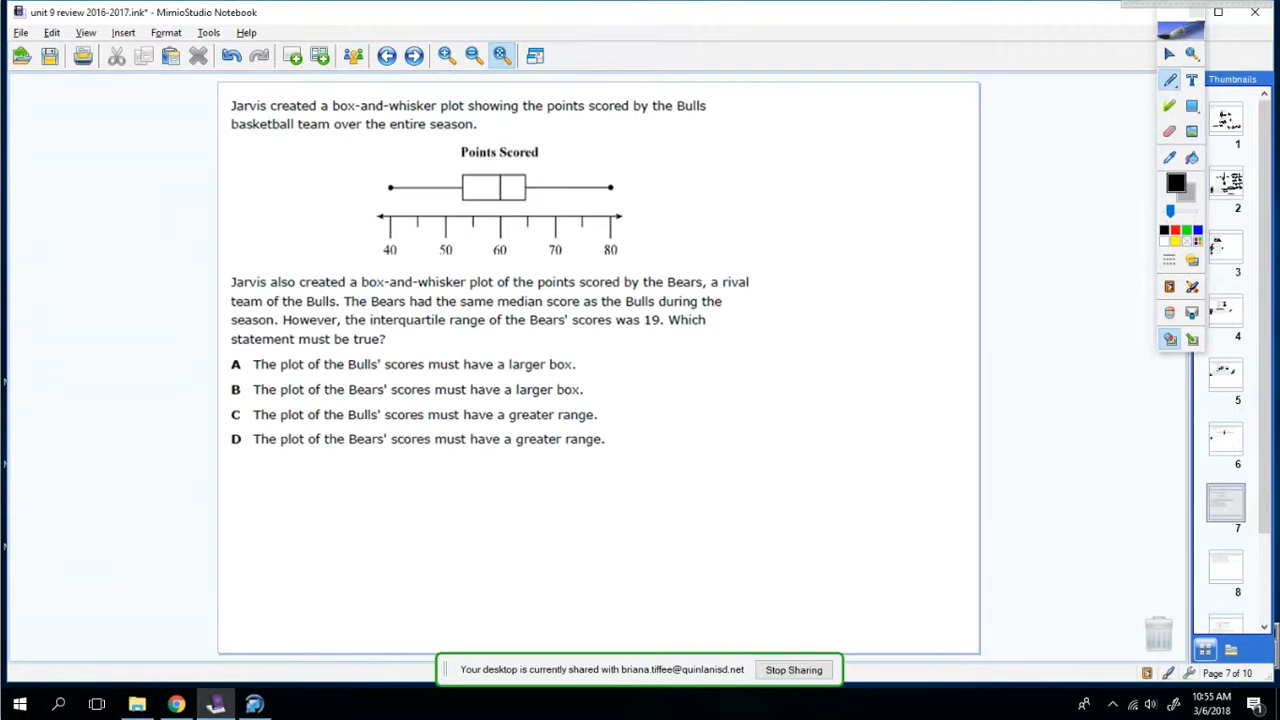 unit 9 review 2016-2017.ink* - MimioStudio Notebook
File Edit View Insert Format Tools Help
Thumbnails
Jarvis created a box-and-whisker plot showing the points scored by the Bulls
basketball team over the entire season.
Points Scored
40 50 60 70 80
Jarvis also created a box-and-whisker plot of the points scored by the Bears, a rival
team of the Bulls. The Bears had the same median score as the Bulls during the
season. However, the interquartile range of the Bears' scores was 19. Which
statement must be true?
A The plot of the Bulls' scores must have a larger box.
B The plot of the Bears' scores must have a larger box.
C The plot of the Bulls' scores must have a greater range.
D The plot of the Bears' scores must have a greater range.
1
2
3
4
5
6
7
8
Your desktop is currently shared with briana.tiffee@quinlanisd.net Stop Sharing
Page 7 of 10
10:55 AM
3/6/2018